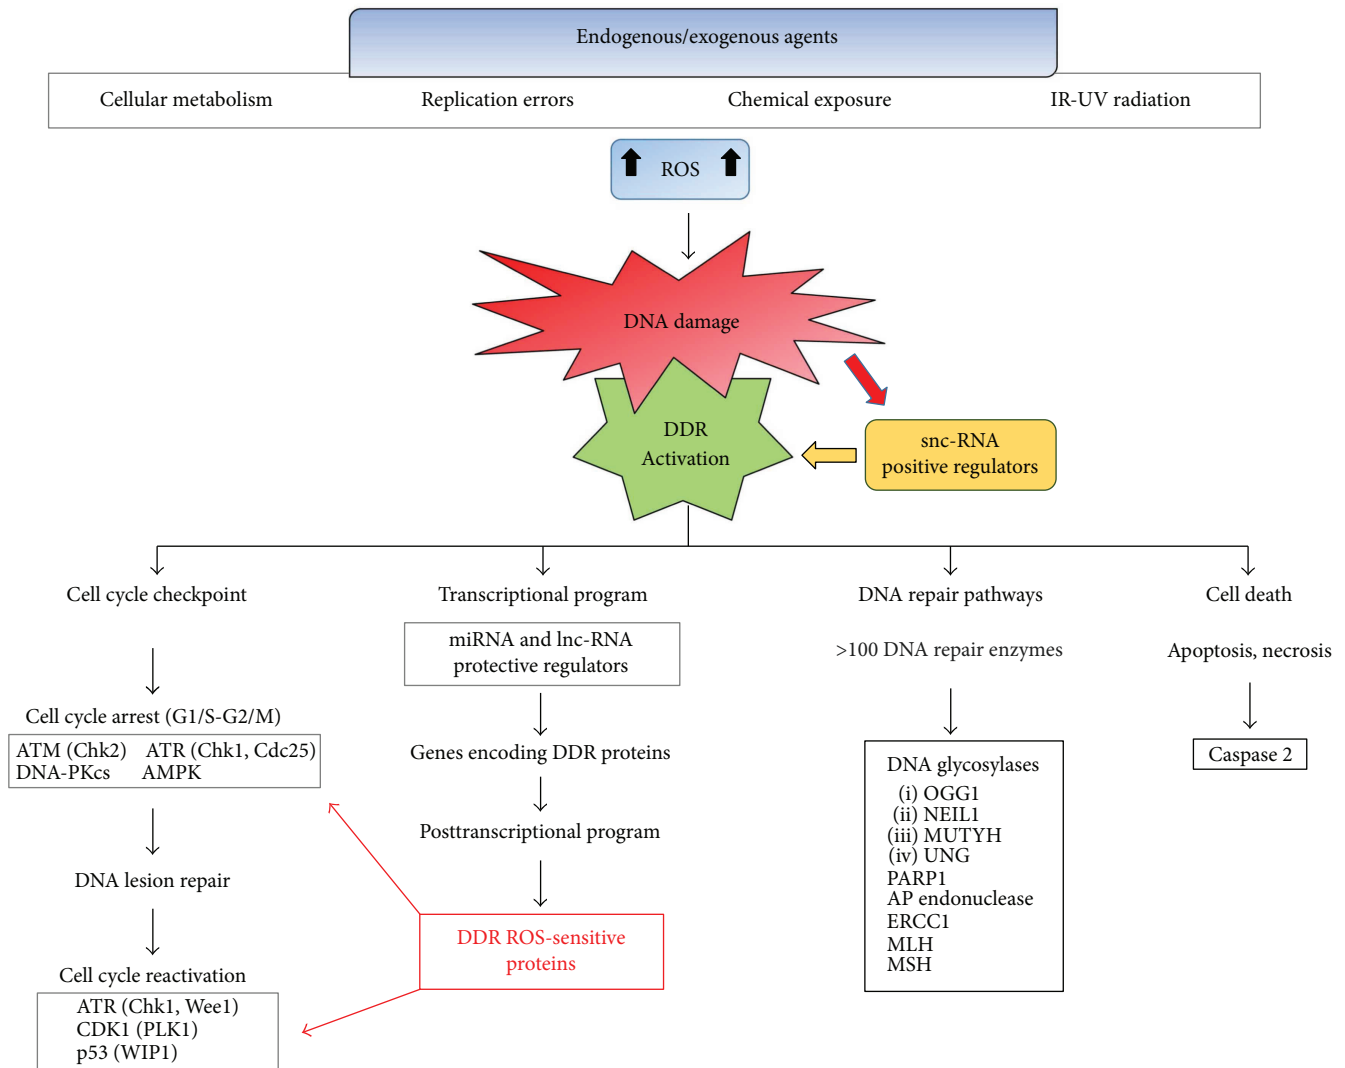 Endogenous/exogenous agents
Cellular metabolism
Replication errors
Chemical exposure
IR-UV radiation
ROS
DNA damage
DDR
Activation
snc-RNA
positive regulators
Cell cycle checkpoint
Cell cycle arrest (G1/S-G2/M)
ATM (Chk2) ATR (Chk1, Cdc25)
DNA-PKcs AMPK
DNA lesion repair
Cell cycle reactivation
ATR (Chk1, Wee1)
CDK1 (PLK1)
p53 (WIP1)
Transcriptional program
miRNA and lnc-RNA
protective regulators
Genes encoding DDR proteins
Posttranscriptional program
DDR ROS-sensitive
proteins
DNA repair pathways
>100 DNA repair enzymes
DNA glycosylases
(i) OGG1
(ii) NEIL1
(iii) MUTYH
(iv) UNG
PARP1
AP endonuclease
ERCC1
MLH
MSH
Cell death
Apoptosis, necrosis
Caspase 2